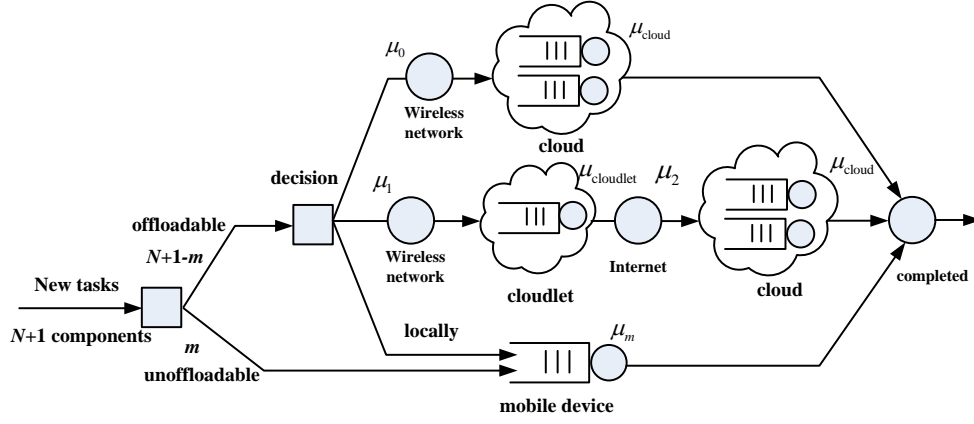 μ0
μcloud
Wireless
network
cloud
decision
μ1
μcloudlet
μ2
μcloud
offloadable
N+1-m
Wireless
network
cloudlet
Internet
cloud
completed
New tasks
N+1 components
m
unoffloadable
locally
μm
mobile device